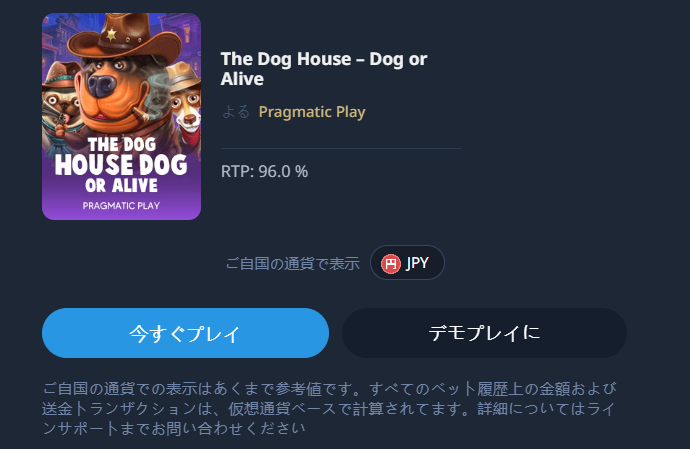 THE DOG
HOUSE DOG
OR ALIVE
PRAGMATIC PLAY
The Dog House – Dog or
Alive
よる Pragmatic Play
RTP: 96.0 %
ご自国の通貨で表示 円 JPY
今すぐプレイ
デモプレイに
ご自国の通貨での表示はあくまで参考値です。すべてのベット履歴上の金額および
送金トランザクションは、仮想通貨ベースで計算されてます。詳細についてはライ
ンサポートまでお問い合わせください